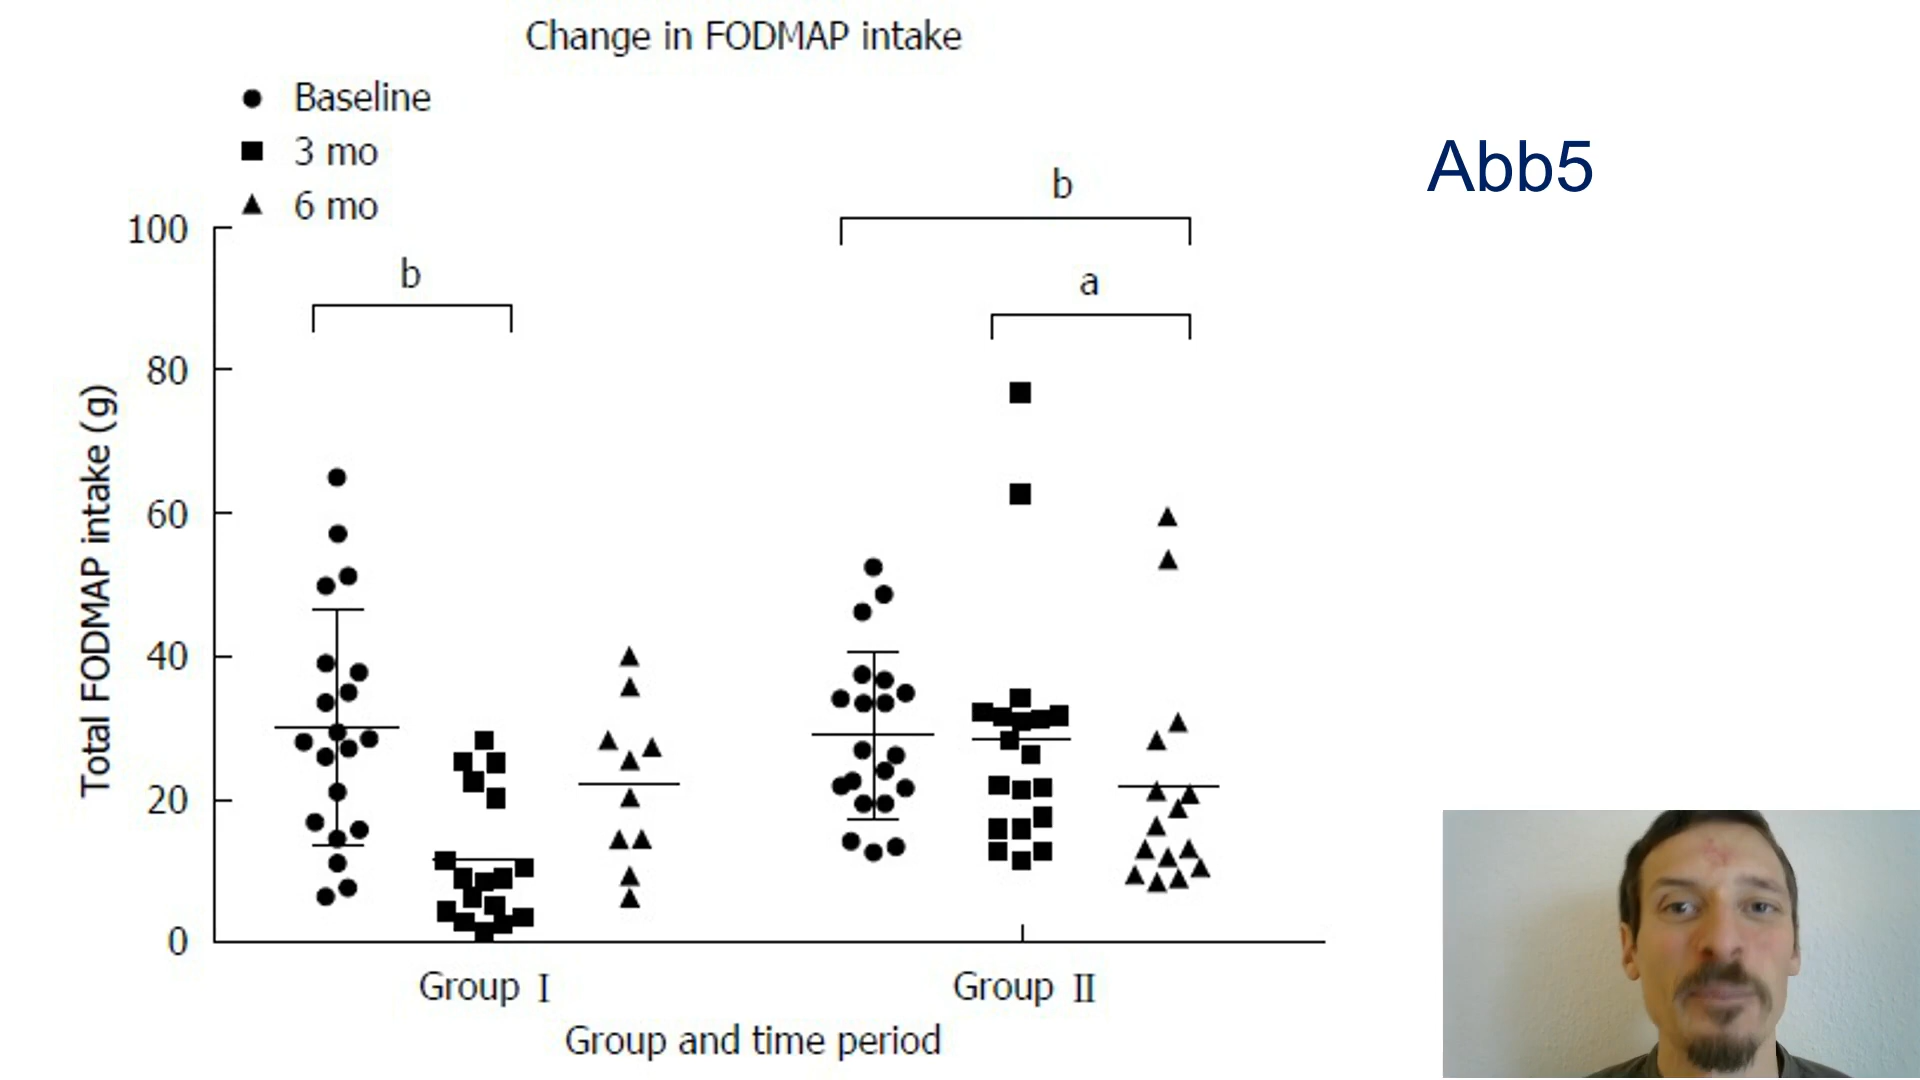 Change in FODMAP intake
Baseline
3 mo
6 mo
Abb5
b
b
a
100
80
60
40
20
0
Total FODMAP intake (g)
Group I
Group II
Group and time period